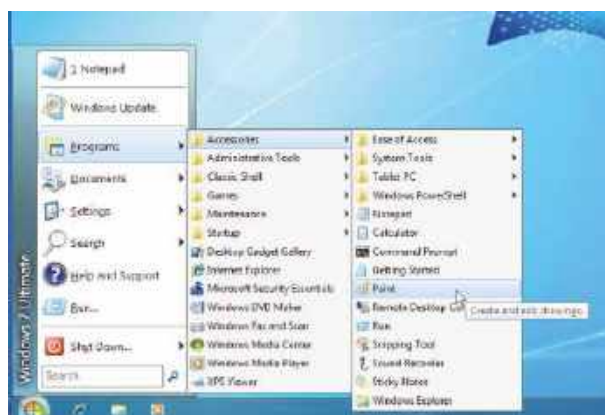 1 Notepad
Windows Update
Programs
Documents
Settings
Search
Help and Support
Run...
Shut Down...
Search
Windows 7 Ultimate
Accessories
Administrative Tools
Classic Shell
Games
Maintenance
Startup
Desktop Gadget Gallery
Internet Explorer
Microsoft Security Essentials
Windows DVD Maker
Windows Fax and Scan
Windows Media Center
Windows Media Player
XPS Viewer
Ease of Access
System Tools
Tablet PC
Windows PowerShell
Notepad
Calculator
Command Prompt
Getting Started
Paint
Remote Desktop
Create and edit drawings.
Run
Snipping Tool
Sound Recorder
Sticky Notes
Windows Explorer